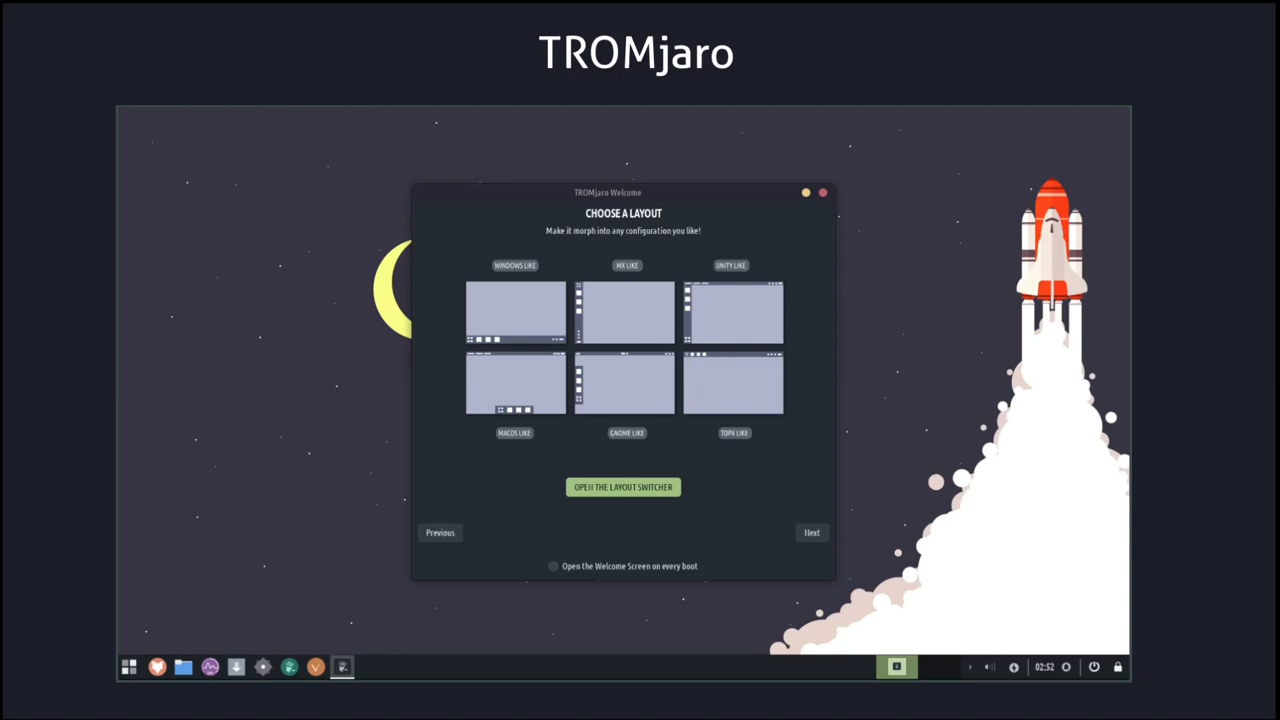 TROMjaro
TROMjaro Welcome
CHOOSE A LAYOUT
Make it morph into any configuration you like!
WINDOWS LIKE
MX LIKE
UNITY LIKE
MACOS LIKE
GNOME LIKE
TOPX LIKE
OPEN THE LAYOUT SWITCHER
Previous
Next
Open the Welcome Screen on every boot
02:52